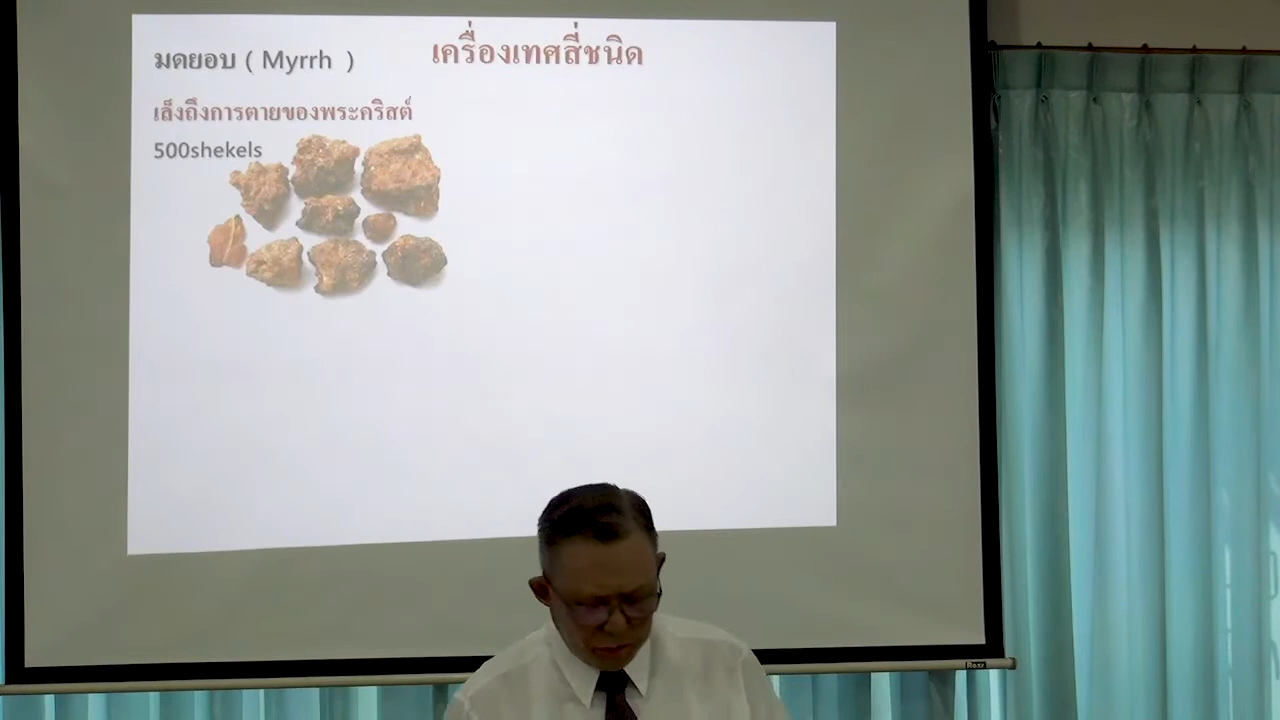 เครื่องเทศสี่ชนิด
มดยอบ ( Myrrh )
เล็งถึงการตายของพระคริสต์
500shekels